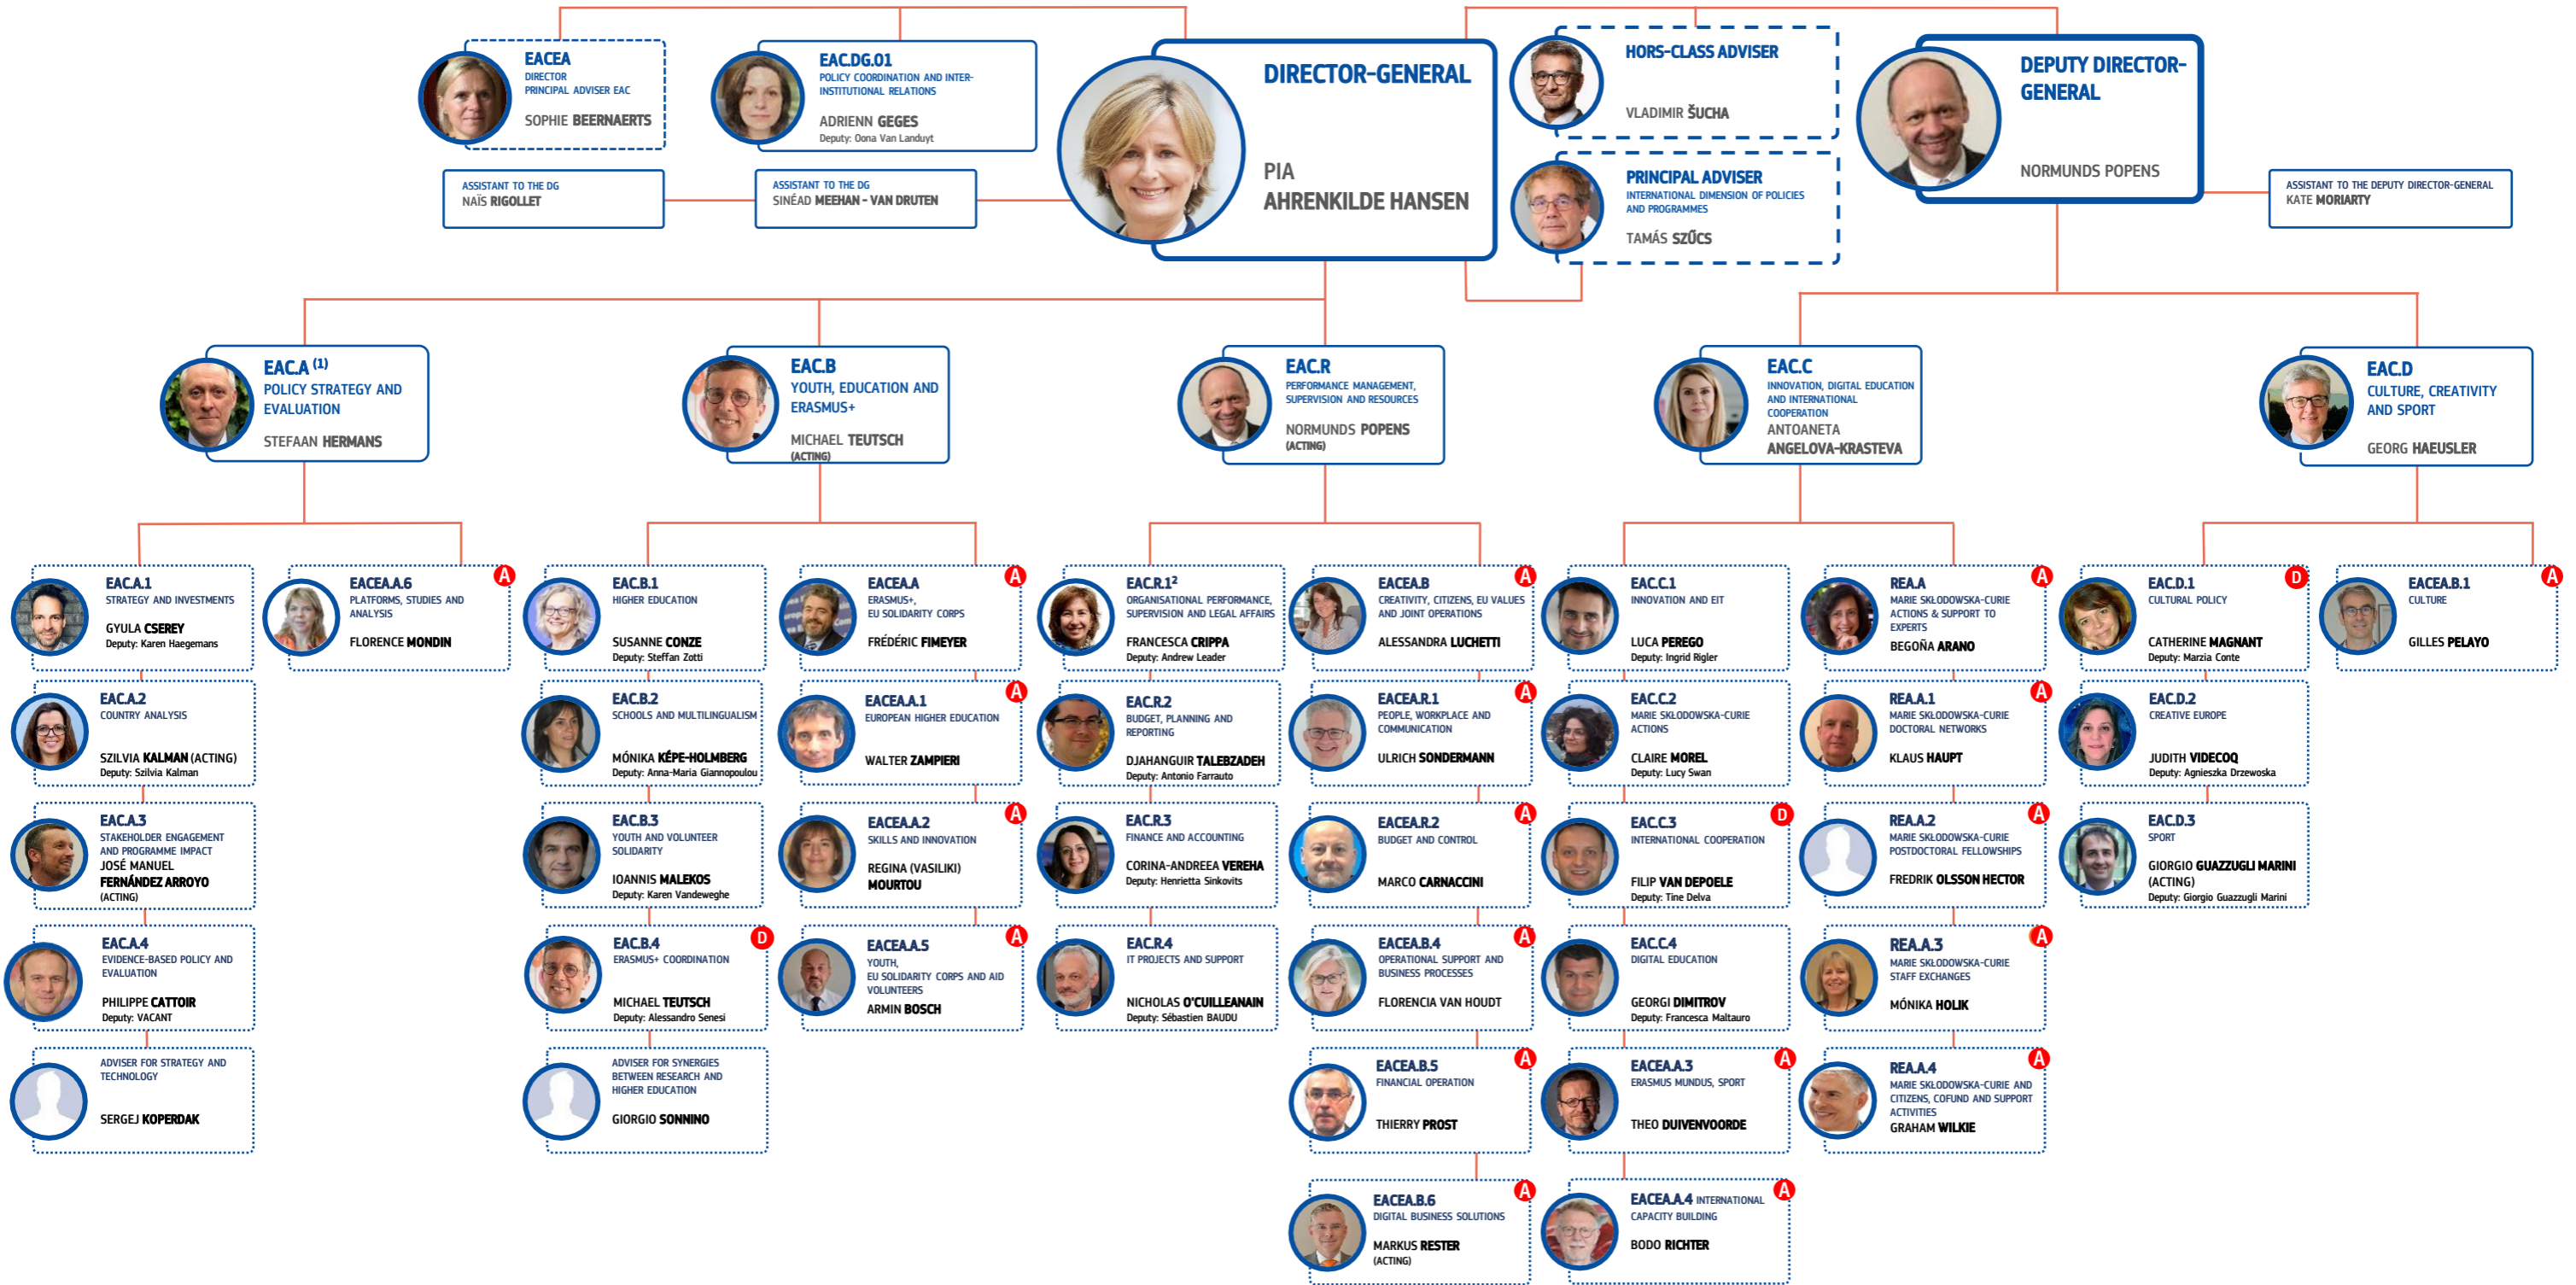 EACEA
DIRECTOR
PRINCIPAL ADVISER EAC
SOPHIE BEERNAERTS
EAC.DG.01
POLICY COORDINATION AND INTER-
INSTITUTIONAL RELATIONS
ADRIENN GEGES
Deputy: Oona Van Landuyt
DIRECTOR-GENERAL
PIA
AHRENKILDE HANSEN
HORS-CLASS ADVISER
VLADIMIR ŠUCHA
DEPUTY DIRECTOR-
GENERAL
NORMUNDS POPENS
ASSISTANT TO THE DG
NAÏS RIGOLLET
ASSISTANT TO THE DG
SINÉAD MEEHAN - VAN DRUTEN
PRINCIPAL ADVISER
INTERNATIONAL DIMENSION OF POLICIES
AND PROGRAMMES
TAMÁS SZŰCS
ASSISTANT TO THE DEPUTY DIRECTOR-GENERAL
KATE MORIARTY
EAC.A (1)
POLICY STRATEGY AND
EVALUATION
STEFAAN HERMANS
EAC.B
YOUTH, EDUCATION AND
ERASMUS+
MICHAEL TEUTSCH
(ACTING)
EAC.R
PERFORMANCE MANAGEMENT,
SUPERVISION AND RESOURCES
NORMUNDS POPENS
(ACTING)
EAC.C
INNOVATION, DIGITAL EDUCATION
AND INTERNATIONAL
COOPERATION
ANTOANETA
ANGELOVA-KRASTEVA
EAC.D
CULTURE, CREATIVITY
AND SPORT
GEORG HAEUSLER
EAC.A.1
STRATEGY AND INVESTMENTS
GYULA CSEREY
Deputy: Karen Haegemans
EAC.A.2
COUNTRY ANALYSIS
SZILVIA KALMAN (ACTING)
Deputy: Szilvia Kalman
EAC.A.3
STAKEHOLDER ENGAGEMENT
AND PROGRAMME IMPACT
JOSÉ MANUEL
FERNÁNDEZ ARROYO
(ACTING)
EAC.A.4
EVIDENCE-BASED POLICY AND
EVALUATION
PHILIPPE CATTOIR
Deputy: VACANT
ADVISER FOR STRATEGY AND
TECHNOLOGY
SERGEJ KOPERDAK
EACEA.A.6
PLATFORMS, STUDIES AND
ANALYSIS
FLORENCE MONDIN
A
EAC.B.1
HIGHER EDUCATION
SUSANNE CONZE
Deputy: Steffan Zotti
EAC.B.2
SCHOOLS AND MULTILINGUALISM
MÓNIKA KÉPE-HOLMBERG
Deputy: Anna-Maria Giannopoulou
EAC.B.3
YOUTH AND VOLUNTEER
SOLIDARITY
IOANNIS MALEKOS
Deputy: Karen Vandeweghe
EAC.B.4
ERASMUS+ COORDINATION
MICHAEL TEUTSCH
Deputy: Alessandro Senesi
D
ADVISER FOR SYNERGIES
BETWEEN RESEARCH AND
HIGHER EDUCATION
GIORGIO SONNINO
EACEA.A
ERASMUS+,
EU SOLIDARITY CORPS
FRÉDÉRIC FIMEYER
A
EACEA.A.1
EUROPEAN HIGHER EDUCATION
WALTER ZAMPIERI
A
EACEA.A.2
SKILLS AND INNOVATION
REGINA (VASILIKI)
MOURTOU
A
EACEA.A.5
YOUTH,
EU SOLIDARITY CORPS AND AID
VOLUNTEERS
ARMIN BOSCH
A
EAC.R.1²
ORGANISATIONAL PERFORMANCE,
SUPERVISION AND LEGAL AFFAIRS
FRANCESCA CRIPPA
Deputy: Andrew Leader
EAC.R.2
BUDGET, PLANNING AND
REPORTING
DJAHANGUIR TALEBZADEH
Deputy: Antonio Farrauto
EAC.R.3
FINANCE AND ACCOUNTING
CORINA-ANDREEA VEREHA
Deputy: Henrietta Sinkovits
EAC.R.4
IT PROJECTS AND SUPPORT
NICHOLAS O'CUILLEANAIN
Deputy: Sébastien BAUDU
EACEA.B
CREATIVITY, CITIZENS, EU VALUES
AND JOINT OPERATIONS
ALESSANDRA LUCHETTI
A
EACEA.R.1
PEOPLE, WORKPLACE AND
COMMUNICATION
ULRICH SONDERMANN
A
EACEA.R.2
BUDGET AND CONTROL
MARCO CARNACCINI
A
EACEA.B.4
OPERATIONAL SUPPORT AND
BUSINESS PROCESSES
FLORENCIA VAN HOUDT
A
EACEA.B.5
FINANCIAL OPERATION
THIERRY PROST
A
EACEA.B.6
DIGITAL BUSINESS SOLUTIONS
MARKUS RESTER
(ACTING)
A
EAC.C.1
INNOVATION AND EIT
LUCA PEREGO
Deputy: Ingrid Rigler
EAC.C.2
MARIE SKŁODOWSKA-CURIE
ACTIONS
CLAIRE MOREL
Deputy: Lucy Swan
EAC.C.3
INTERNATIONAL COOPERATION
FILIP VAN DEPOELE
Deputy: Tine Delva
D
EAC.C.4
DIGITAL EDUCATION
GEORGI DIMITROV
Deputy: Francesca Maltauro
EACEA.A.3
ERASMUS MUNDUS, SPORT
THEO DUIVENVOORDE
A
EACEA.A.4 INTERNATIONAL
CAPACITY BUILDING
BODO RICHTER
A
REA.A
MARIE SKŁODOWSKA-CURIE
ACTIONS & SUPPORT TO
EXPERTS
BEGOÑA ARANO
A
REA.A.1
MARIE SKŁODOWSKA-CURIE
DOCTORAL NETWORKS
KLAUS HAUPT
A
REA.A.2
MARIE SKŁODOWSKA-CURIE
POSTDOCTORAL FELLOWSHIPS
FREDRIK OLSSON HECTOR
A
REA.A.3
MARIE SKŁODOWSKA-CURIE
STAFF EXCHANGES
MÓNIKA HOLIK
A
REA.A.4
MARIE SKŁODOWSKA-CURIE AND
CITIZENS, COFUND AND SUPPORT
ACTIVITIES
GRAHAM WILKIE
A
EAC.D.1
CULTURAL POLICY
CATHERINE MAGNANT
Deputy: Marzia Conte
D
EAC.D.2
CREATIVE EUROPE
JUDITH VIDECOQ
Deputy: Agnieszka Drzewoska
EAC.D.3
SPORT
GIORGIO GUAZZUGLI MARINI
(ACTING)
Deputy: Giorgio Guazzugli Marini
EACEA.B.1
CULTURE
GILLES PELAYO
A